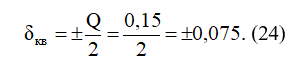 δ_кв = ±Q/2 = 0,15/2 = ±0,075. (24)